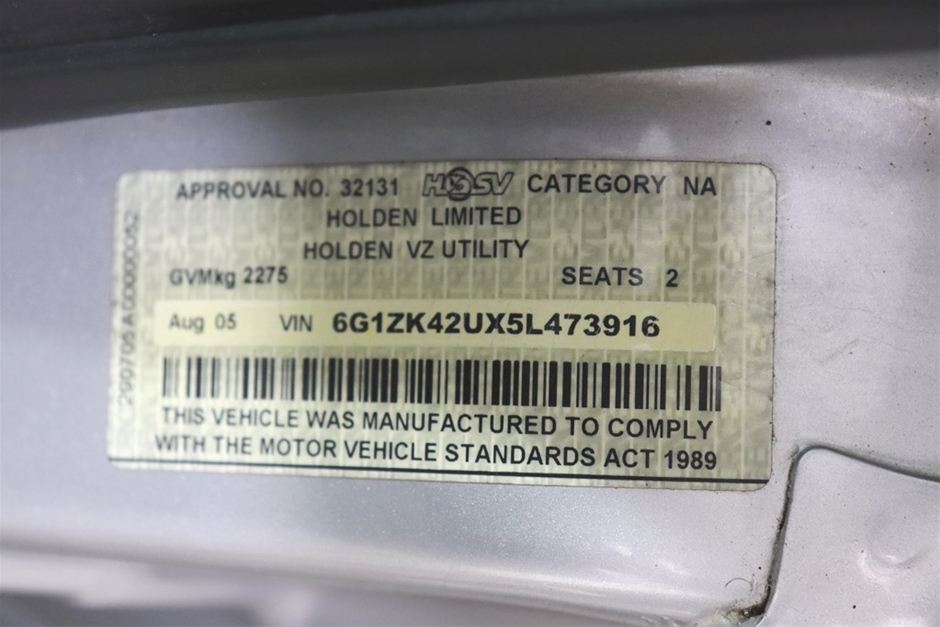 APPROVAL NO. 32131 HSV CATEGORY NA
HOLDEN LIMITED
HOLDEN VZ UTILITY
GVMkg 2275 SEATS 2
Aug 05 VIN 6G1ZK42UX5L473916
THIS VEHICLE WAS MANUFACTURED TO COMPLY
WITH THE MOTOR VEHICLE STANDARDS ACT 1989